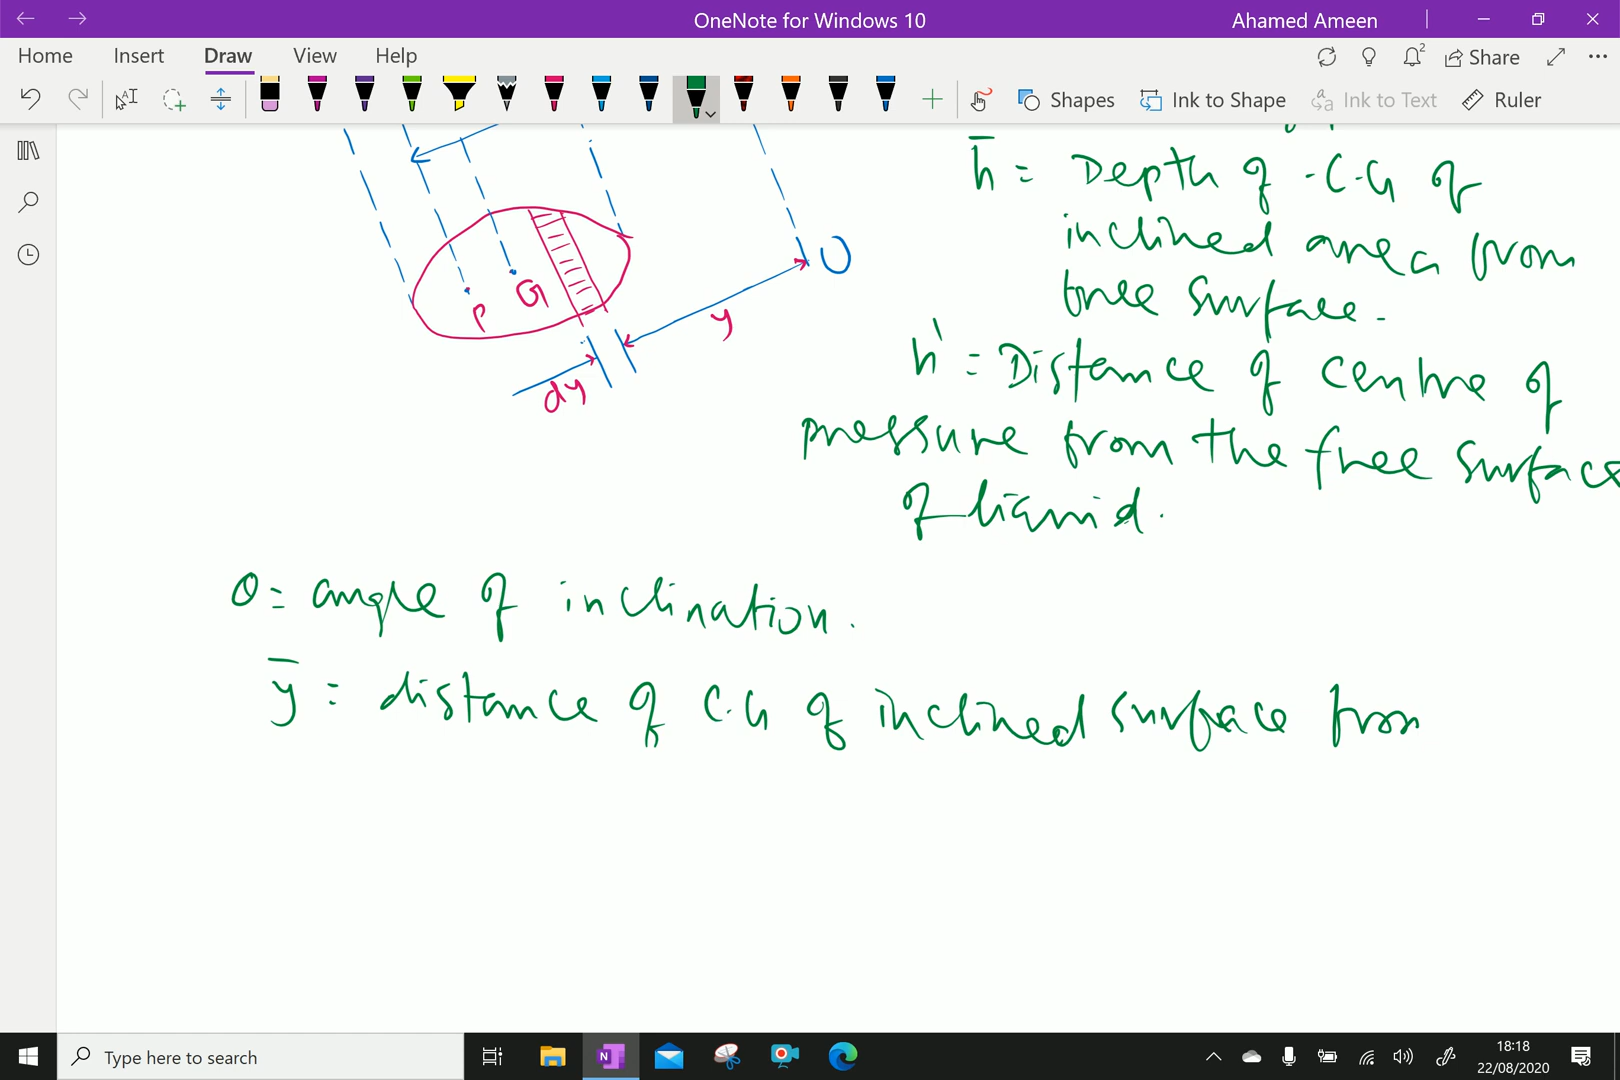 OneNote for Windows 10
Ahamed Ameen
Home Insert Draw View Help
2
Share
Shapes
Ink to Shape
Ink to Text
Ruler
h̄ = Depth of C.G of
inclined area from
free surface.
h' = Distance of centre of
pressure from the free surface
of liquid.
O
P
G
y
dy
θ = angle of inclination.
ȳ = distance of C.G of inclined surface from
Type here to search
18:18
22/08/2020